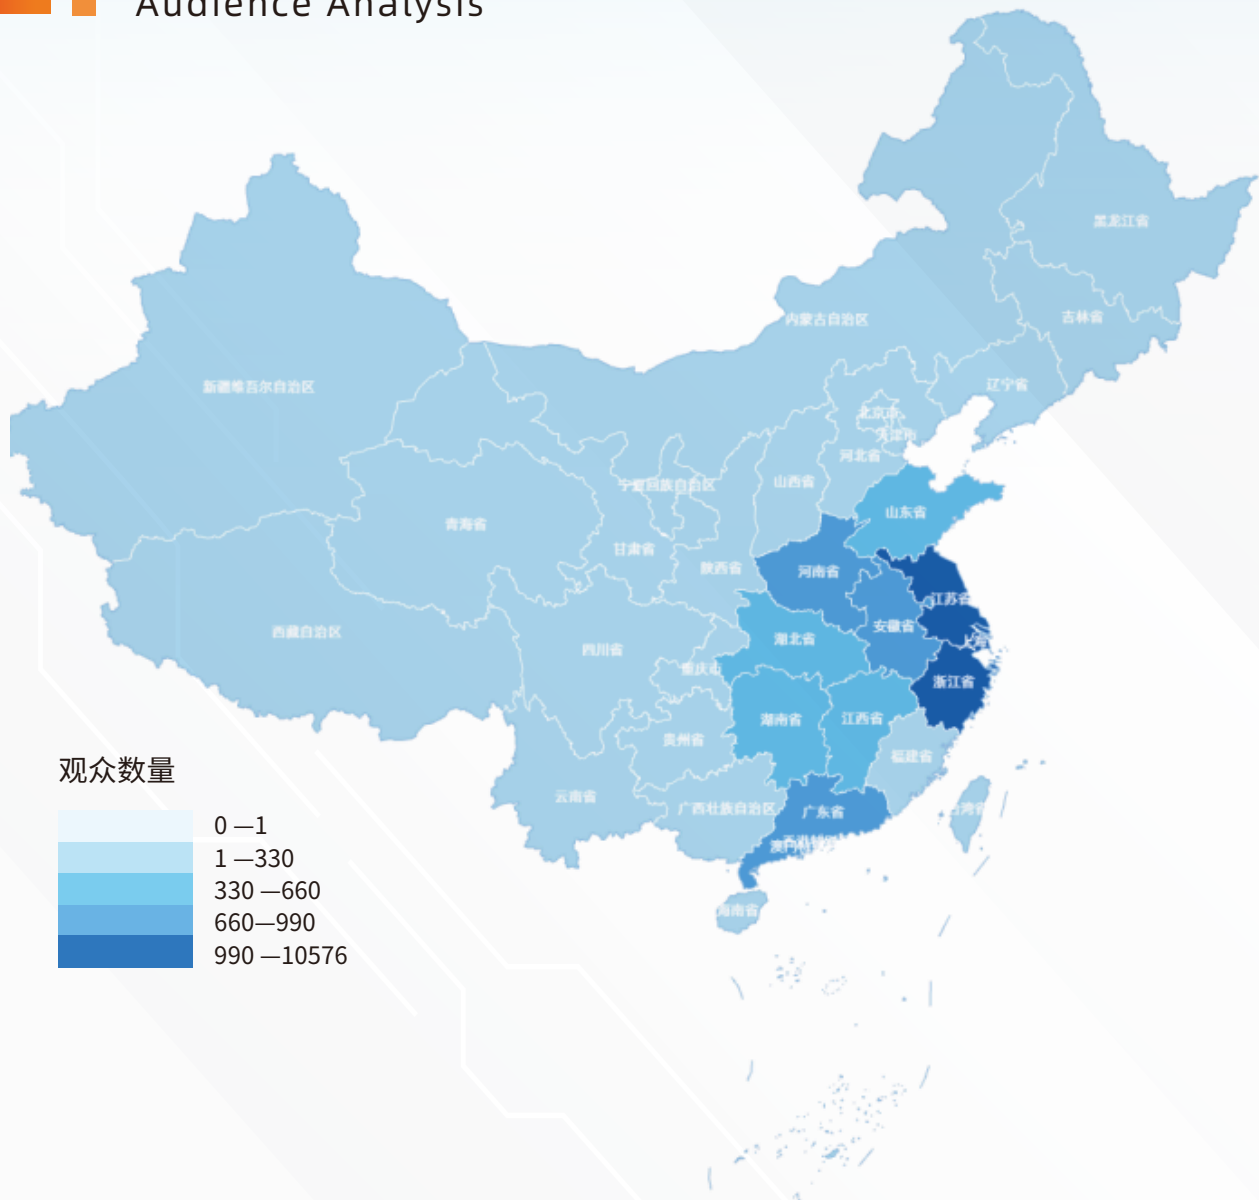 Audience Analysis
黑龙江省
内蒙古自治区
吉林省
新疆维吾尔自治区
辽宁省
北京市
天津市
河北省
山西省
宁夏回族自治区
山东省
青海省
甘肃省
陕西省
河南省
江苏省
安徽省
西藏自治区
湖北省
上海
四川省
重庆市
浙江省
湖南省
江西省
贵州省
福建省
云南省
广西壮族自治区
广东省
台湾省
海南省
观众数量
0 —1
1 —330
330 —660
660—990
990 —10576